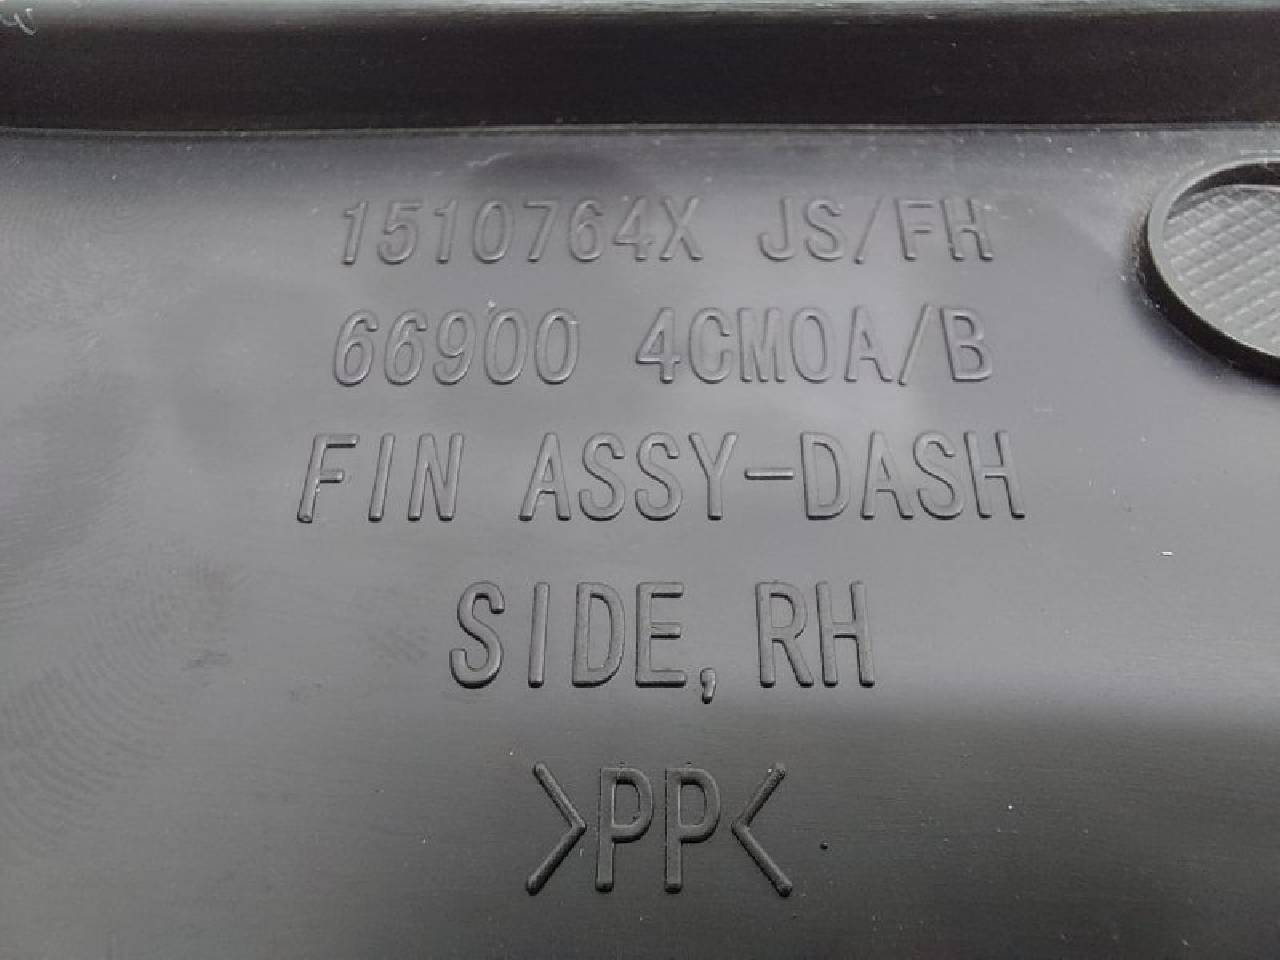 1510764X JS/FH
66900 4CM0A/B
FIN ASSY-DASH
SIDE, RH
>PP<